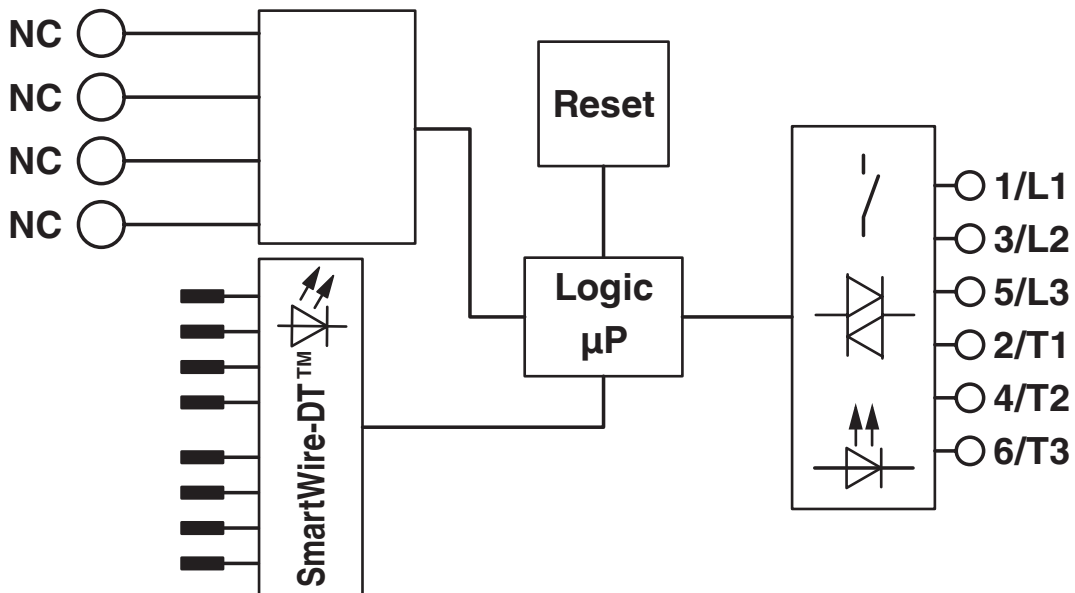 NC
NC
NC
NC
Reset
Logic
µP
SmartWire-DT™
1/L1
3/L2
5/L3
2/T1
4/T2
6/T3